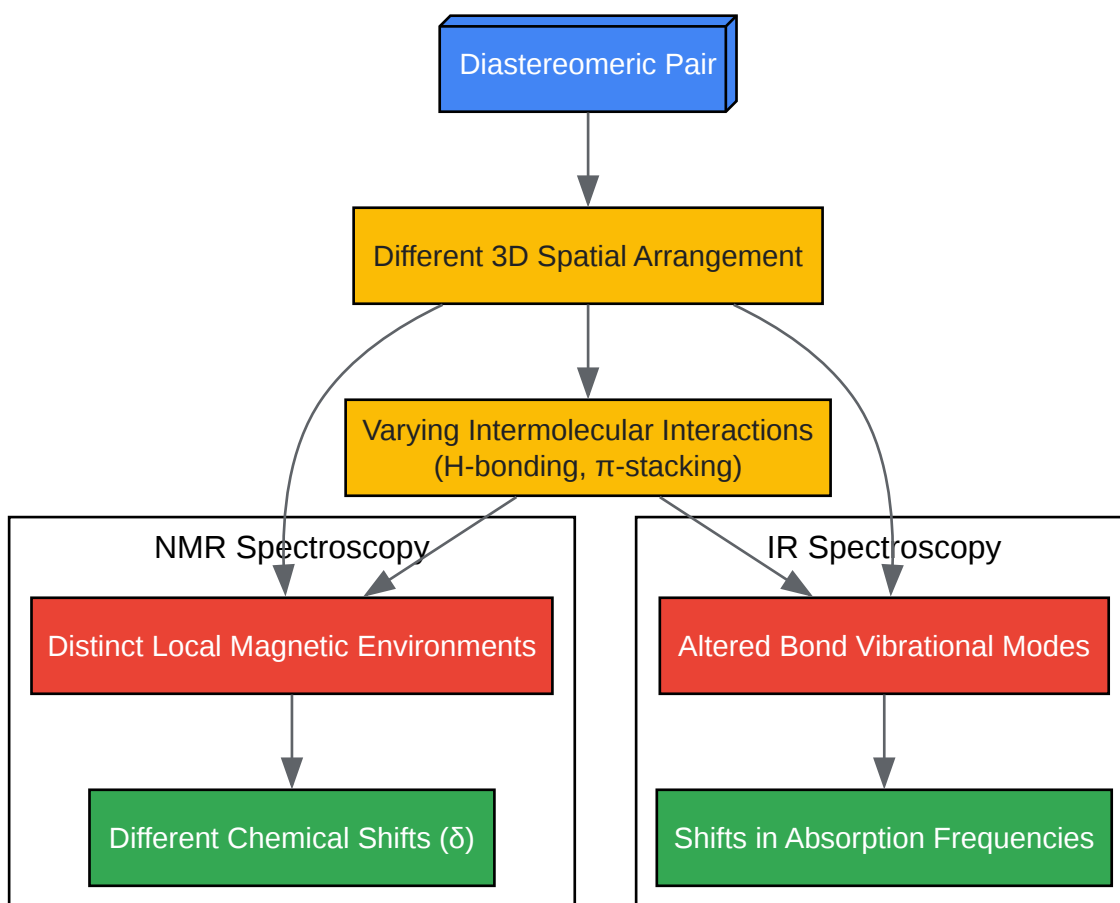 Diastereomeric Pair
Different 3D Spatial Arrangement
Varying Intermolecular Interactions
(H-bonding, π-stacking)
NMR Spectroscopy
IR Spectroscopy
Distinct Local Magnetic Environments
Altered Bond Vibrational Modes
Different Chemical Shifts (δ)
Shifts in Absorption Frequencies